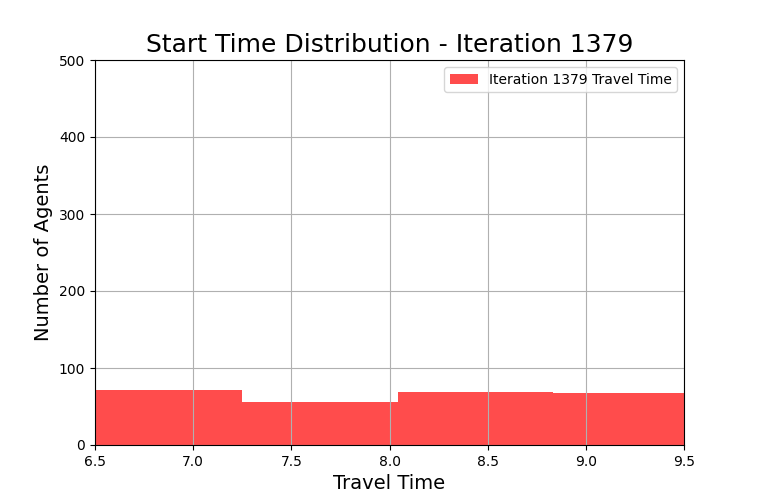 Start Time Distribution - Iteration 1379
500
Iteration 1379 Travel Time
400
300
200
100
0
Number of Agents
6.5 7.0 7.5 8.0 8.5 9.0 9.5
Travel Time